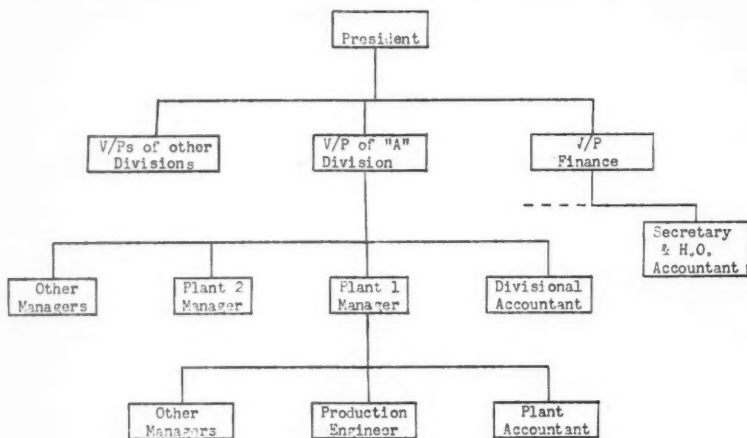 President
V/Ps of other
Divisions
V/P of "A"
Division
V/P
Finance
Secretary
& H.O.
Accountant
Other
Managers
Plant 2
Manager
Plant 1
Manager
Divisional
Accountant
Other
Managers
Production
Engineer
Plant
Accountant